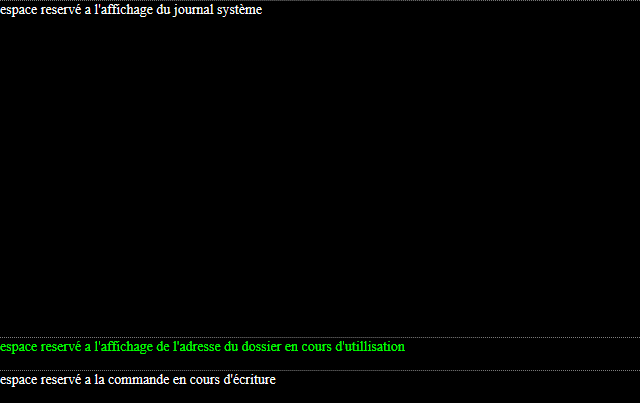 espace reservé a l'affichage du journal système
espace reservé a l'affichage de l'adresse du dossier en cours d'utillisation
espace reservé a la commande en cours d'écriture